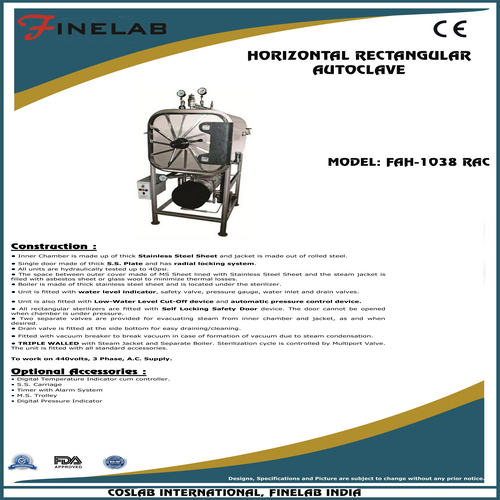 FINELAB
CE
HORIZONTAL RECTANGULAR
AUTOCLAVE
MODEL: FAH-1038 RAC
Construction :
● Inner Chamber is made up of thick Stainless Steel Sheet and jacket is made out of rolled steel.
● Single door made of thick S.S. Plate and has radial locking system.
● All units are hydraulically tested up to 40psi.
● The space between outer cover made of MS Sheet lined with Stainless Steel Sheet and the steam jacket is
filled with asbestos sheet or glass wool to minimize thermal losses.
● Boiler is made of thick stainless steel sheet and is located under the sterilizer.
● Unit is fitted with water level indicator, safety valve, pressure gauge, water inlet and drain valves.
● Unit is also fitted with Low-Water Level Cut-Off device and automatic pressure control device.
● All rectangular sterilizers are fitted with Self Locking Safety Door device. The door cannot be opened
when chamber is under pressure.
● Two separate valves are provided for evacuating steam from inner chamber and jacket, as and when
desired.
● Drain valve is fitted at the side bottom for easy draining/cleaning.
● Fitted with vacuum breaker to break vacuum in case of formation of vacuum due to steam condensation.
● TRIPLE WALLED with Steam Jacket and Separate Boiler. Sterilization cycle is controlled by Multiport Valve.
The unit is fitted with all standard accessories.
To work on 440volts, 3 Phase, A.C. Supply.
Optional Accessories :
• Digital Temperature Indicator cum controller.
• S.S. Carriage
• Timer with Alarm System
• M.S. Trolley
• Digital Pressure Indicator
FDA
APPROVED
Designs, Specifications and Picture are subject to change without any prior notice.
COSLAB INTERNATIONAL, FINELAB INDIA